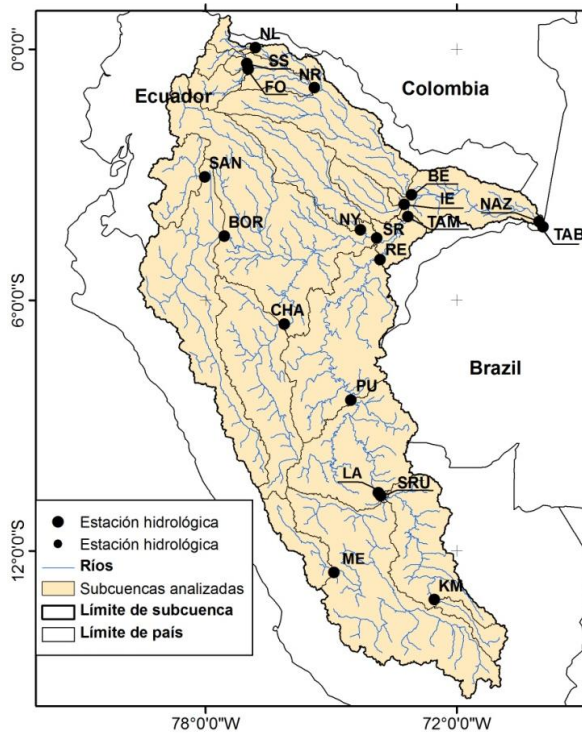 NL
0°0'0"
SS
Colombia
NR
Ecuador
FO
SAN
BE
IE
NAZ
BOR
NY
SR
TAM
TAB
RE
6°0'0"S
CHA
Brazil
PU
LA
SRU
Estación hidrológica
Estación hidrológica
Ríos
Subcuencas analizadas
Límite de subcuenca
Límite de país
12°0'0"S
ME
KM
78°0'0"W
72°0'0"W